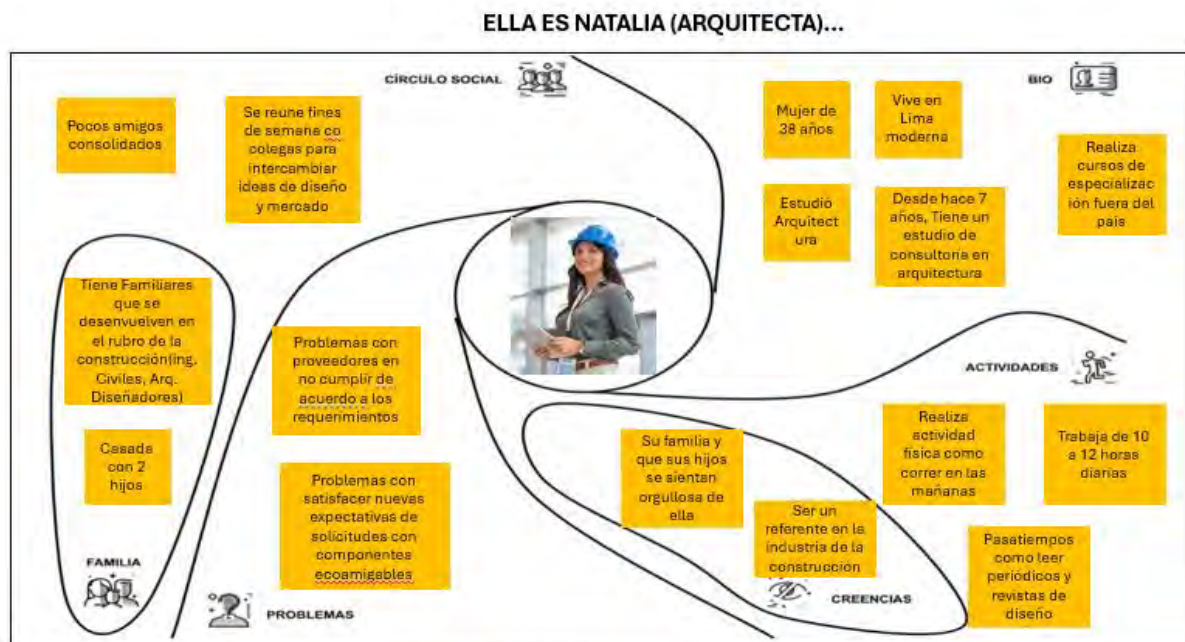 ELLA ES NATALIA (ARQUITECTA)...
CÍRCULO SOCIAL
Pocos amigos
consolidados
Se reune fines
de semana co
colegas para
intercambiar
ideas de diseño
y mercado
BIO
Mujer de
38 años
Vive en
Lima
moderna
Realiza
cursos de
especializac
ión fuera del
país
Estudió
Arquitect
ura
Desde hace 7
años, Tiene un
estudio de
consultoría en
arquitectura
Tiene Familiares
que se
desenvuelven en
el rubro de la
construcción(ing.
Civiles, Arq.
Diseñadores)
Casada
con 2
hijos
FAMILIA
Problemas con
proveedores en
no cumplir de
acuerdo a los
requerimientos
Problemas con
satisfacer nuevas
expectativas de
solicitudes con
componentes
ecoamigables
PROBLEMAS
Su familia y
que sus hijos
se sientan
orgullosa de
ella
Ser un
referente en la
industria de la
construcción
CREENCIAS
ACTIVIDADES
Realiza
actividad
física como
correr en las
mañanas
Trabaja de 10
a 12 horas
diarias
Pasatiempos
como leer
periódicos y
revistas de
diseño